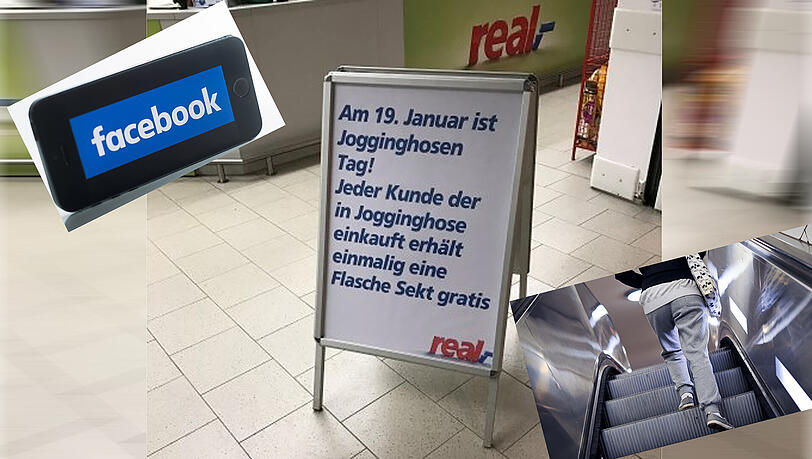 facebook
real,-
Am 19. Januar ist
Jogginghosen
Tag!
Jeder Kunde der
in Jogginghose
einkauft erhält
einmalig eine
Flasche Sekt gratis
real,-